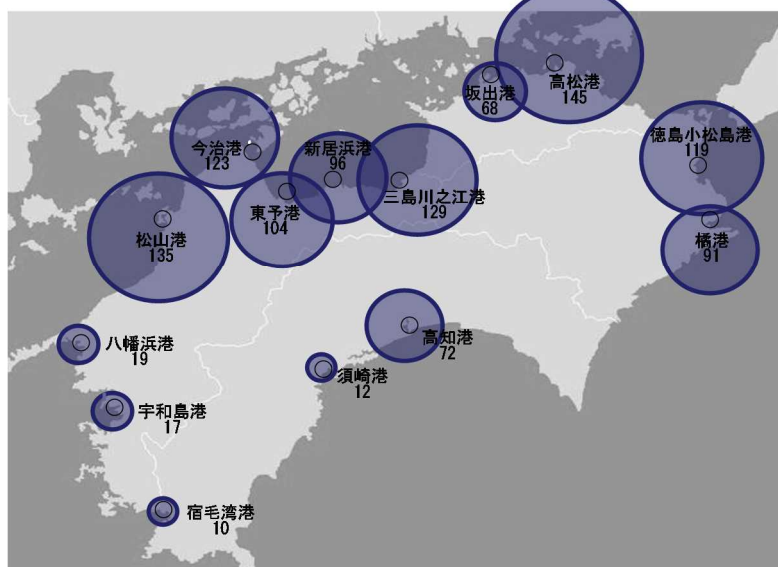 高松港
145
坂出港
68
徳島小松島港
119
今治港
123
新居浜港
96
三島川之江港
129
東予港
104
松山港
135
橘港
91
高知港
72
八幡浜港
19
須崎港
12
宇和島港
17
宿毛湾港
10